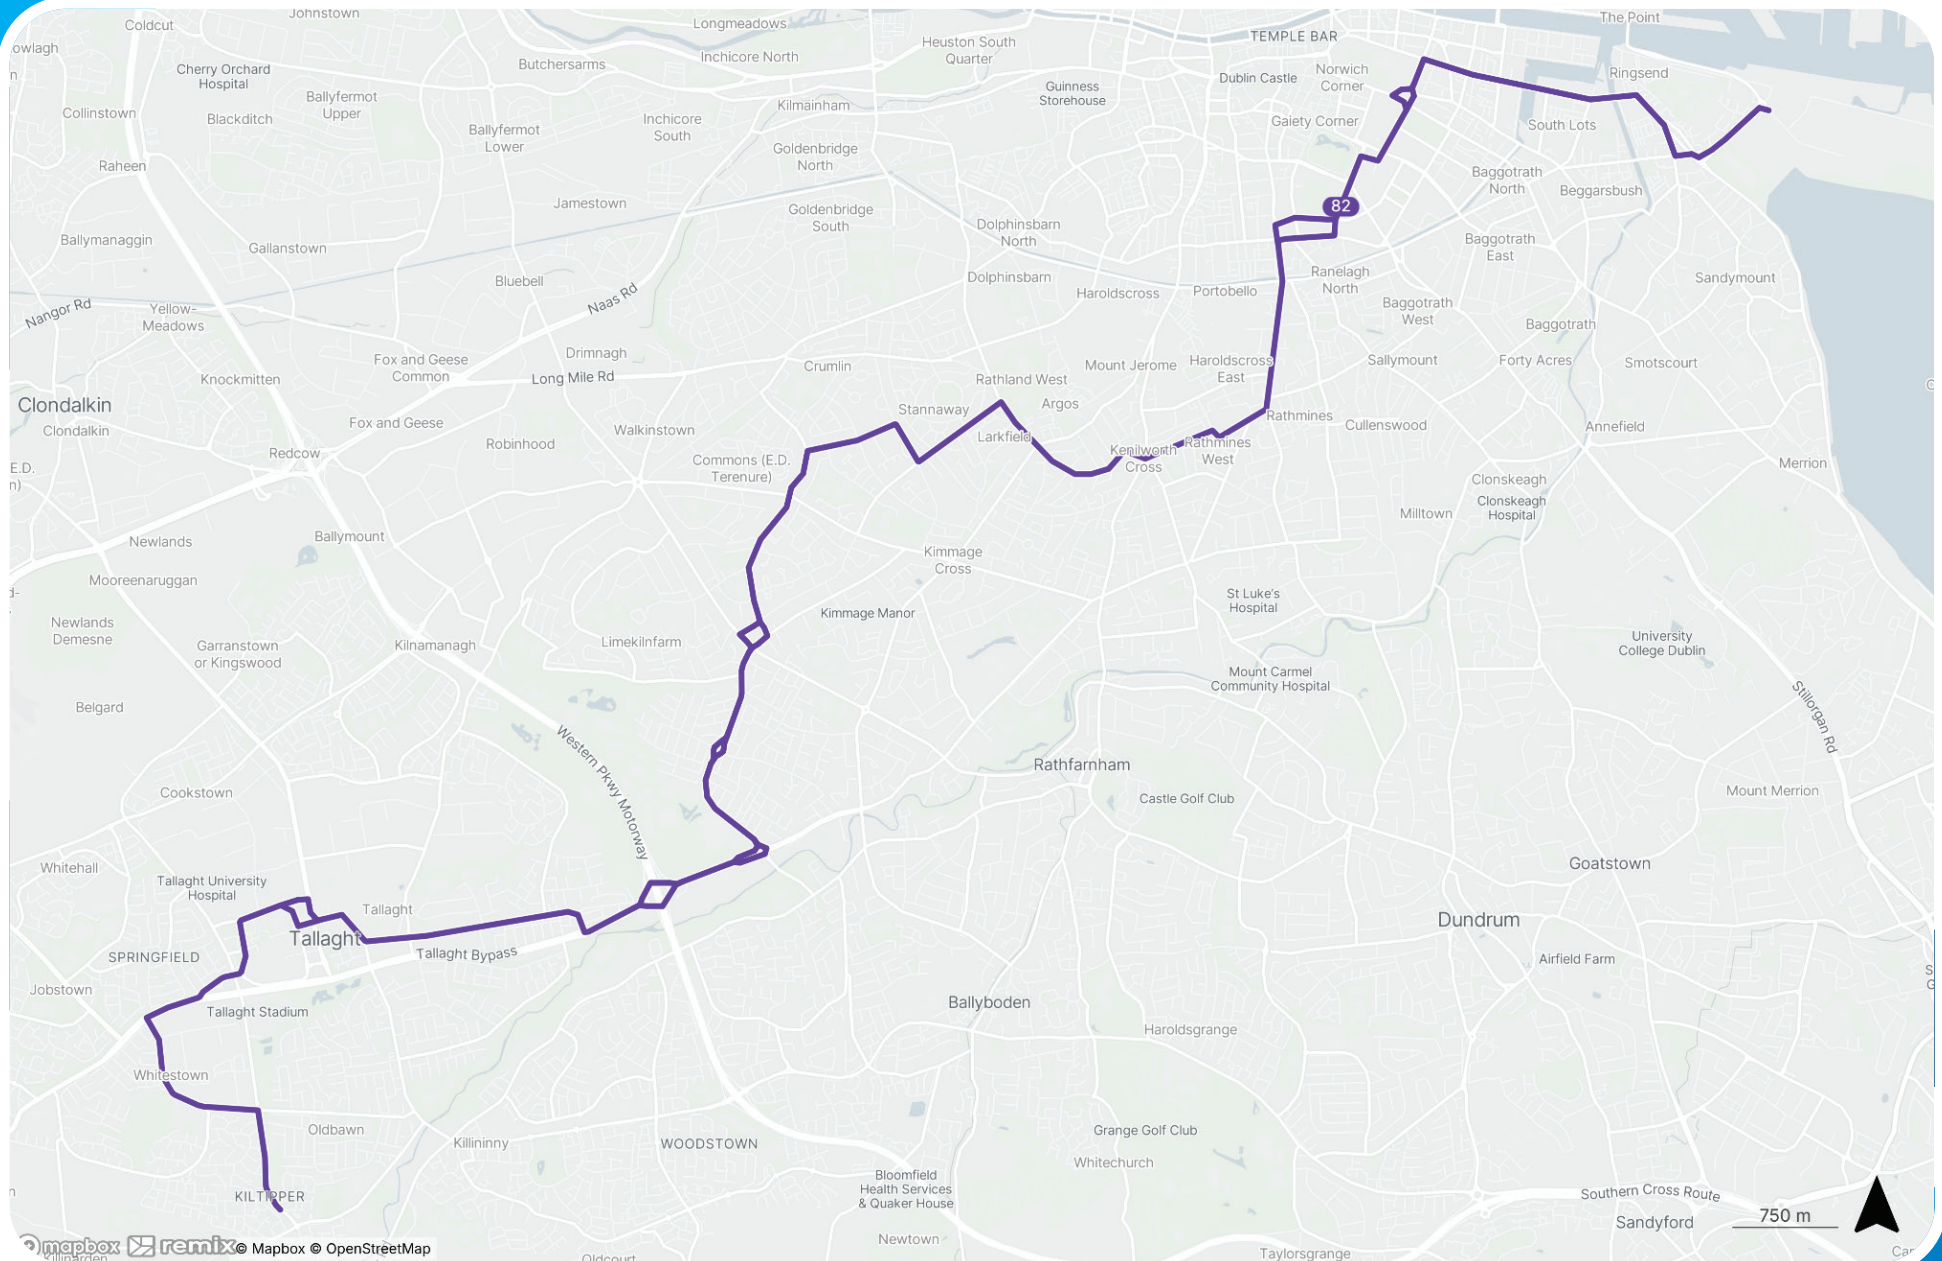 Coldcut
Johnstown
Longmeadows
The Point
TEMPLE BAR
Heuston South
Quarter
Inchicore North
Butchersarms
Cherry Orchard
Hospital
Norwich
Corner
Dublin Castle
Ringsend
Guinness
Storehouse
Ballyfermot
Upper
Kilmainham
Collinstown
Blackditch
Inchicore
South
Gaiety Corner
South Lots
Ballyfermot
Lower
Goldenbridge
North
Raheen
Baggotrath
North
Beggarsbush
Jamestown
82
Goldenbridge
South
Dolphinsbarn
North
Ballymanaggin
Gallanstown
Baggotrath
East
Bluebell
Dolphinsbarn
Ranelagh
North
Sandymount
Haroldscross
Portobello
Nangor Rd
Naas Rd
Yellow-
Meadows
Baggotrath
West
Baggotrath
Drimnagh
Fox and Geese
Common
Crumlin
Mount Jerome
Haroldscross
East
Sallymount
Forty Acres
Smotscourt
Long Mile Rd
Knockmitten
Rathland West
Clondalkin
Clondalkin
Argos
Stannaway
Rathmines
Fox and Geese
Cullenswood
Annefield
Walkinstown
Larkfield
Robinhood
Redcow
Kenilworth
Cross
Rathmines
West
Commons (E.D.
Terenure)
E.D.
Merrion
Clonskeagh
Clonskeagh
Hospital
Milltown
Newlands
Ballymount
Kimmage
Cross
Mooreenaruggan
St Luke's
Hospital
Kimmage Manor
Newlands
Demesne
Garranstown
or Kingswood
Kilnamanagh
Limekilnfarm
University
College Dublin
Mount Carmel
Community Hospital
Belgard
Stillorgan Rd
Western Pkwy Motorway
Rathfarnham
Cookstown
Castle Golf Club
Mount Merrion
Whitehall
Goatstown
Tallaght University
Hospital
Tallaght
Dundrum
Tallaght
Tallaght Bypass
SPRINGFIELD
Airfield Farm
Jobstown
Ballyboden
Tallaght Stadium
Haroldsgrange
Whitestown
Oldbawn
Killininny
WOODSTOWN
Grange Golf Club
Whitechurch
Bloomfield
Health Services
& Quaker House
KILTIPPER
Southern Cross Route
Sandyford
750 m
Newtown
Taylorsgrange
Oldcourt
mapbox remix © Mapbox © OpenStreetMap